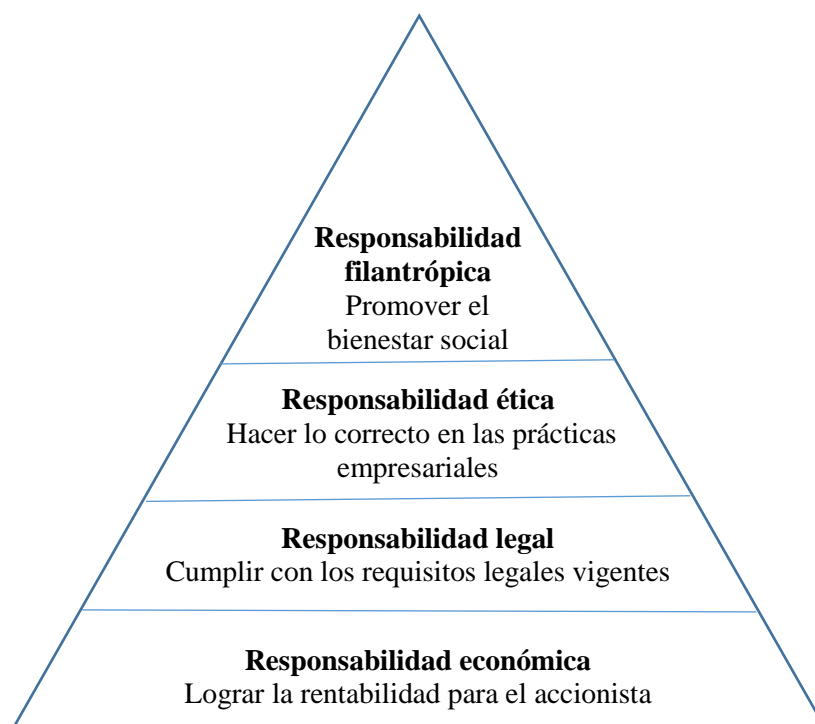 Responsabilidad
filantrópica
Promover el
bienestar social
Responsabilidad ética
Hacer lo correcto en las prácticas
empresariales
Responsabilidad legal
Cumplir con los requisitos legales vigentes
Responsabilidad económica
Lograr la rentabilidad para el accionista